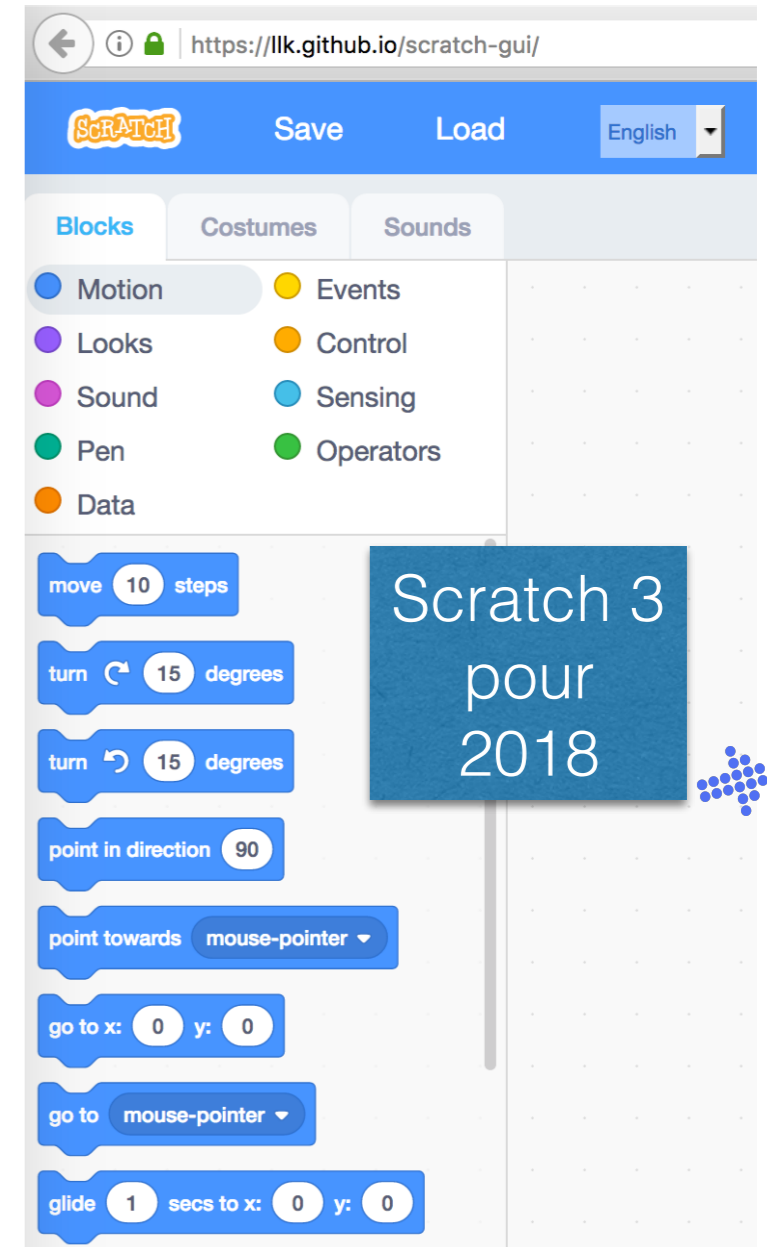 https://llk.github.io/scratch-gui/
SCRATCH Save Load English
Blocks Costumes Sounds
Motion Events
Looks Control
Sound Sensing
Pen Operators
Data
move 10 steps
turn 15 degrees
turn 15 degrees
point in direction 90
point towards mouse-pointer
go to x: 0 y: 0
go to mouse-pointer
glide 1 secs to x: 0 y: 0
Scratch 3
pour
2018